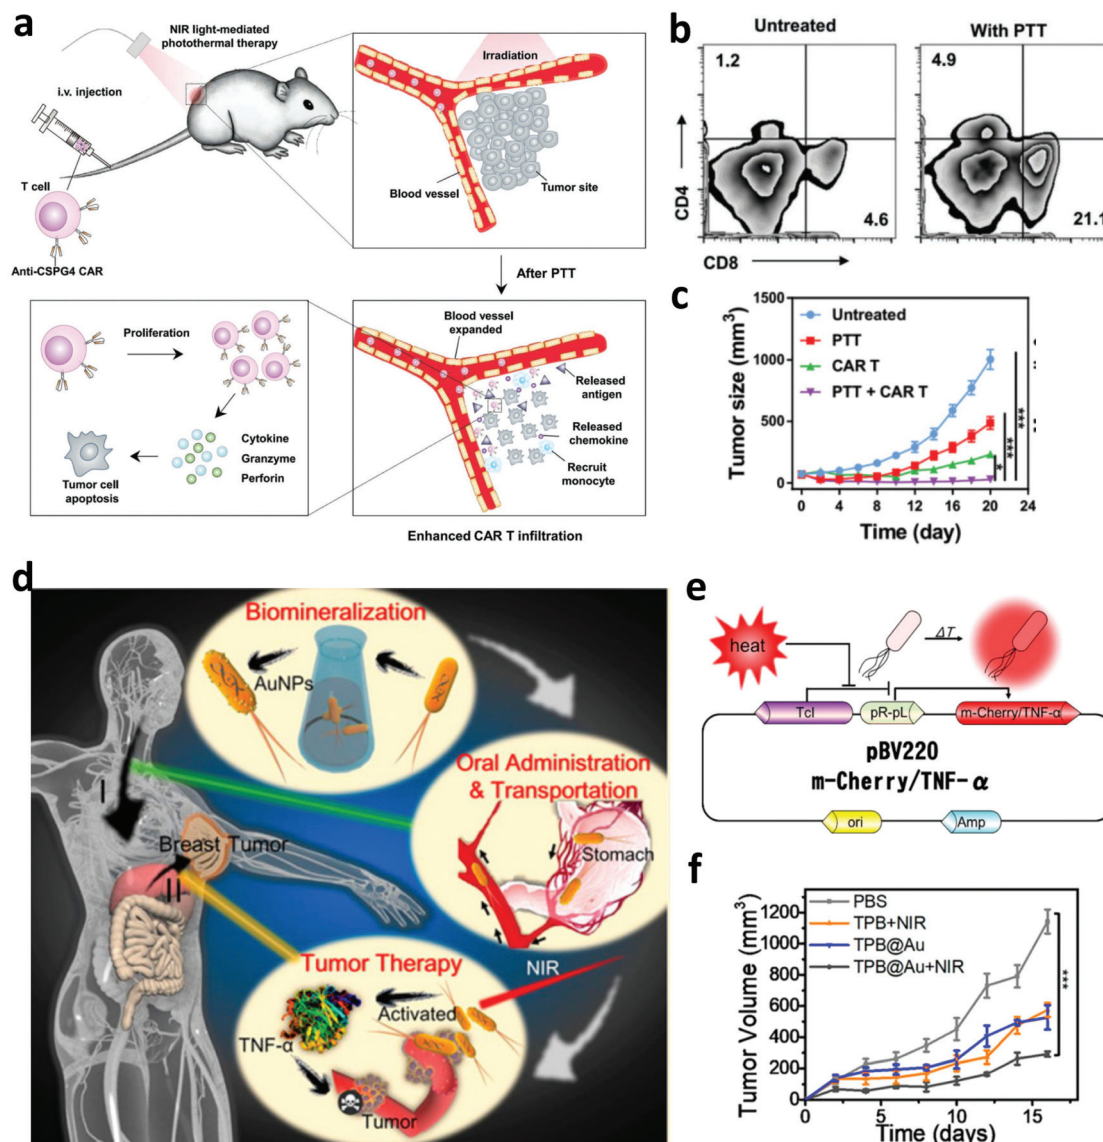 a
NIR light-mediated
photothermal therapy
i.v. injection
T cell
Anti-CSPG4 CAR
Irradiation
Blood vessel
Tumor site
After PTT
Proliferation
Cytokine
Granzyme
Perforin
Tumor cell
apoptosis
Blood vessel
expanded
Released
antigen
Released
chemokine
Recruit
monocyte
Enhanced CAR T infiltration
b
Untreated
With PTT
1.2
4.6
4.9
21.1
CD4
CD8
c
Tumor size (mm³)
1500
1000
500
0
Untreated
PTT
CAR T
PTT + CAR T
***
***
*
0 4 8 12 16 20 24
Time (day)
d
Biomineralization
AuNPs
Oral Administration
& Transportation
Stomach
I
Breast Tumor
II
NIR
Tumor Therapy
Activated
TNF-α
Tumor
e
heat
ΔT
TcI
pR-pL
m-Cherry/TNF-α
pBV220
m-Cherry/TNF-α
ori
Amp
f
Tumor Volume (mm³)
1200
1000
800
600
400
200
0
PBS
TPB+NIR
TPB@Au
TPB@Au+NIR
***
0 5 10 15
Time (days)